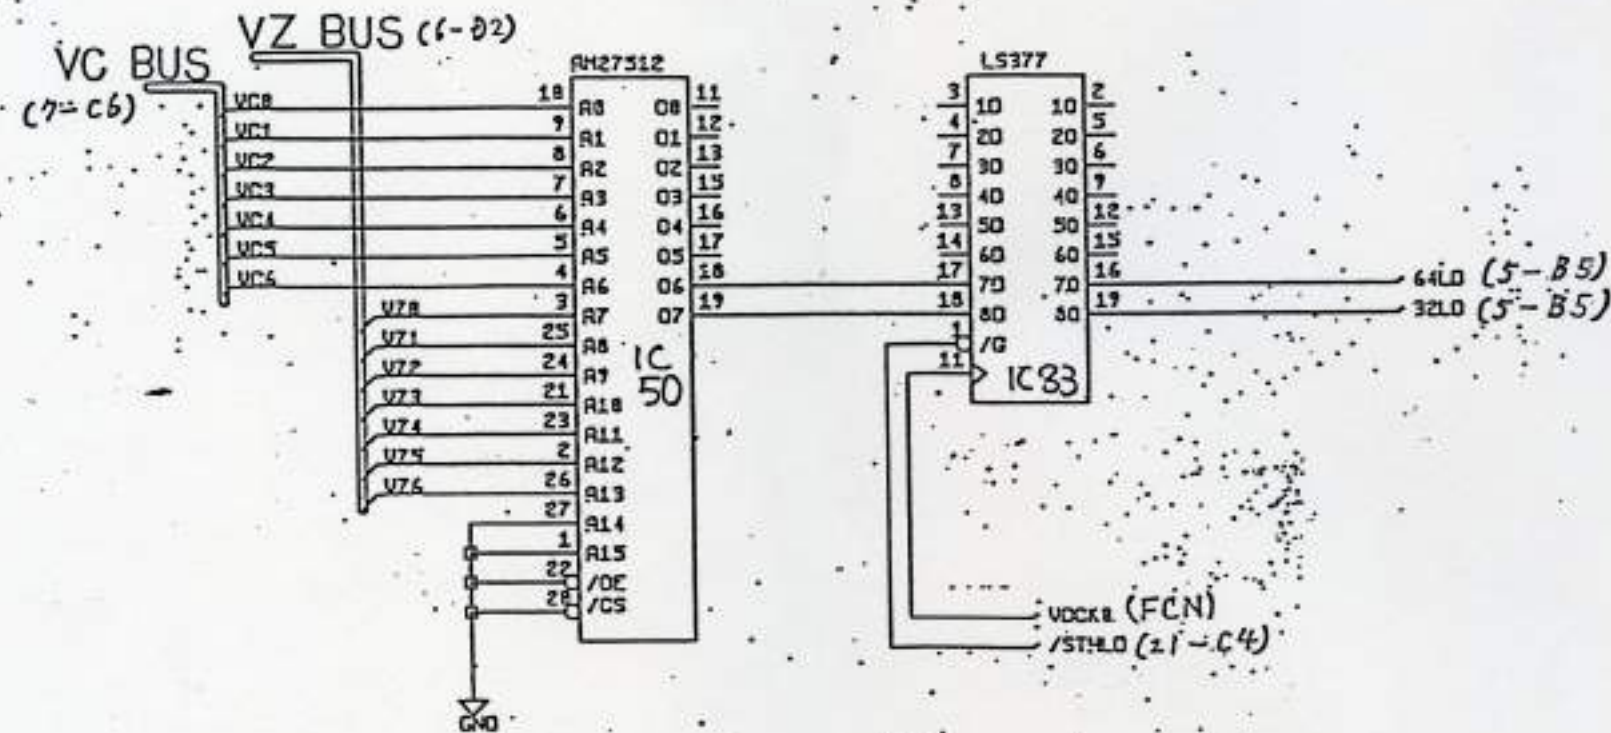 VZ BUS (6-D2)
VC BUS
(7-C6)
AM27512
LS377
VC0
VC1
VC2
VC3
VC4
VC5
VC6
VZ0
VZ1
VZ2
VZ3
VZ4
VZ5
VZ6
10 A0 O0 11
9 A1 O1 12
8 A2 O2 13
7 A3 O3 15
6 A4 O4 16
5 A5 O5 17
4 A6 O6 18
3 A7 O7 19
25 A8
24 A9
21 A10
23 A11
2 A12
26 A13
27 A14
1 A15
22 /OE
20 /CS
IC
50
GND
3 1D 1Q 2
4 2D 2Q 5
7 3D 3Q 6
8 4D 4Q 9
13 5D 5Q 12
14 6D 6Q 15
17 7D 7Q 16
18 8D 8Q 19
1 /G
11
IC83
64LD (5-B5)
32LD (5-B5)
(FCN)
(21-C4)